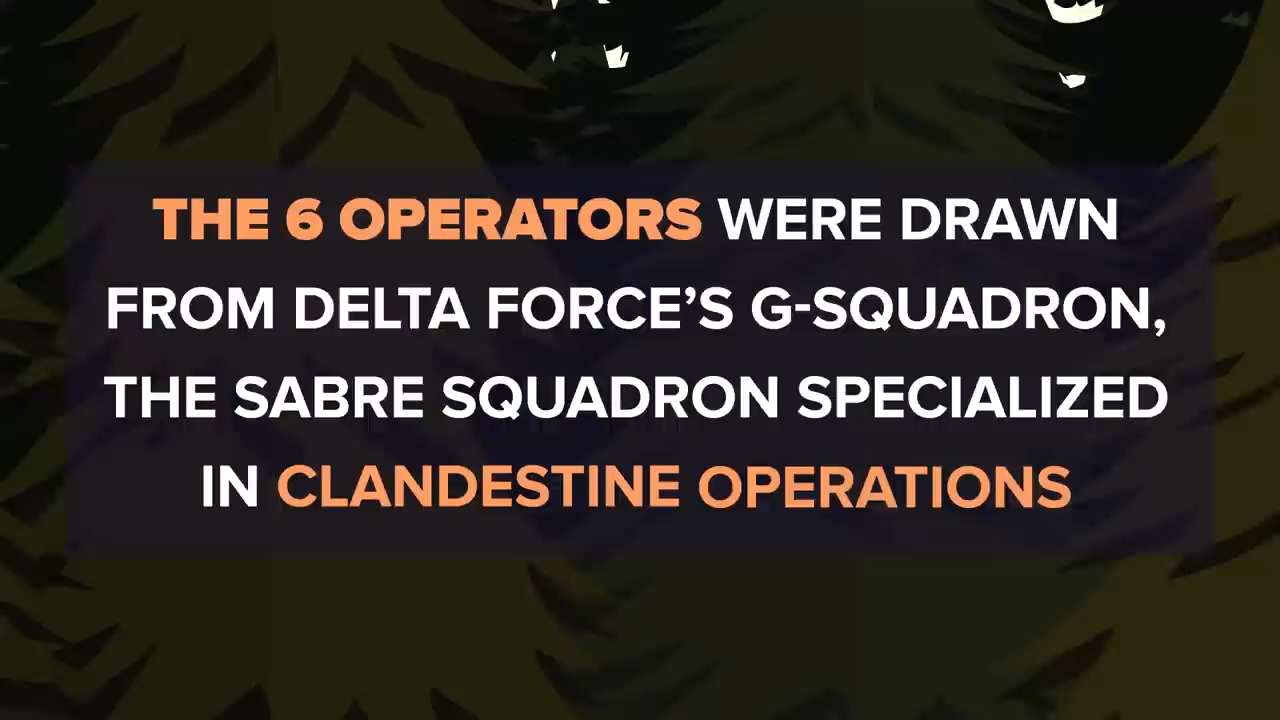 THE 6 OPERATORS WERE DRAWN
FROM DELTA FORCE’S G-SQUADRON,
THE SABRE SQUADRON SPECIALIZED
IN CLANDESTINE OPERATIONS